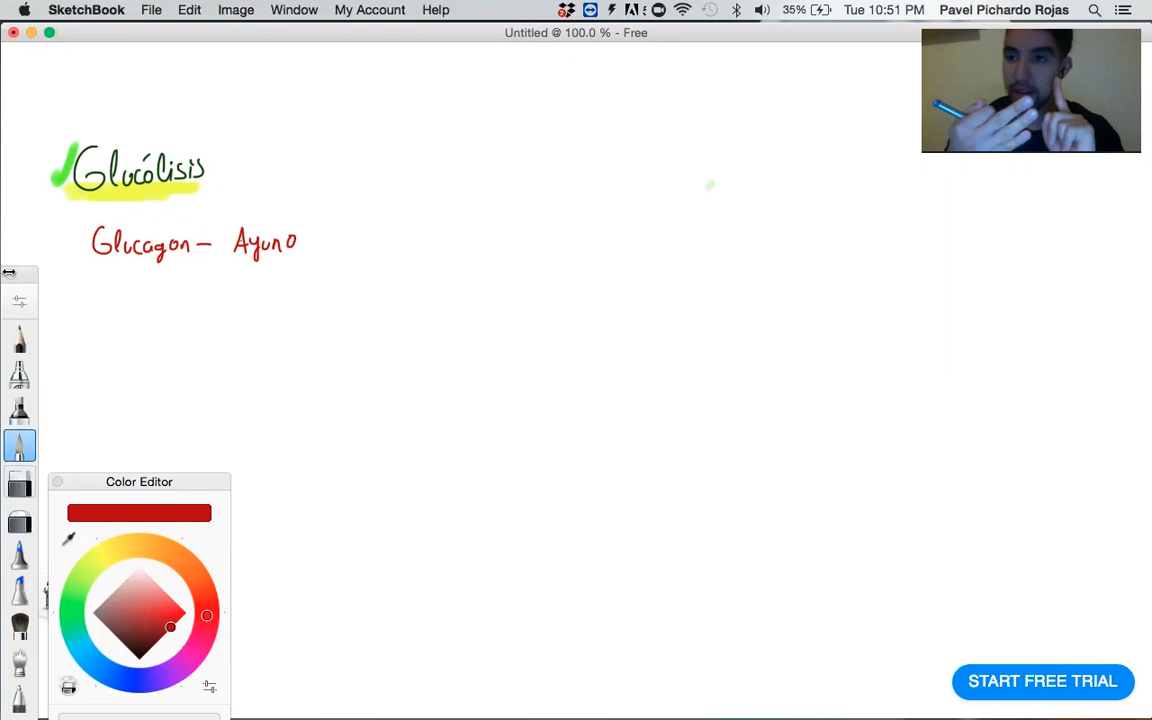 SketchBook File Edit Image Window My Account Help 35% Tue 10:51 PM Pavel Pichardo Rojas
Untitled @ 100.0 % - Free
Glucólisis
Glucagon - Ayuno
Color Editor
START FREE TRIAL